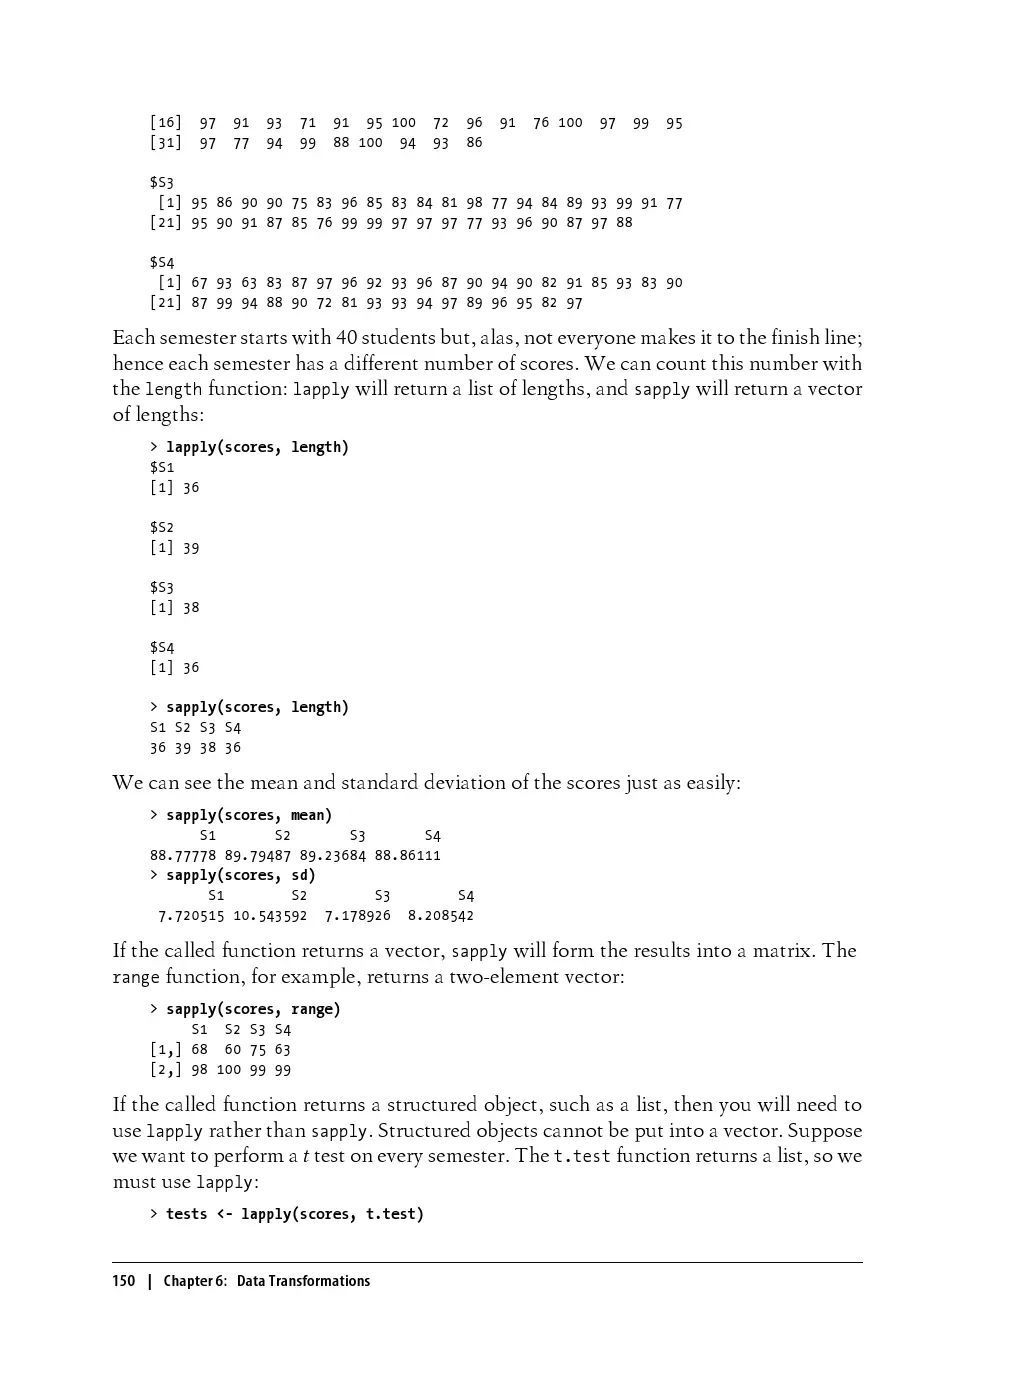 [16]  97  91  93  71  91  95 100  72  96  91  76 100  97  99  95
[31]  97  77  94  99  88 100  94  93  86
$S3
 [1] 95 86 90 90 75 83 96 85 83 84 81 98 77 94 84 89 93 99 91 77
[21] 95 90 91 87 85 76 99 99 97 97 97 77 93 96 90 87 97 88
$S4
 [1] 67 93 63 83 87 97 96 92 93 96 87 90 94 90 82 91 85 93 83 90
[21] 87 99 94 88 90 72 81 93 93 94 97 89 96 95 82 97
Each semester starts with 40 students but, alas, not everyone makes it to the finish line;
hence each semester has a different number of scores. We can count this number with
the length function: lapply will return a list of lengths, and sapply will return a vector
of lengths:
> lapply(scores, length)
$S1
[1] 36
$S2
[1] 39
$S3
[1] 38
$S4
[1] 36
> sapply(scores, length)
S1 S2 S3 S4
36 39 38 36
We can see the mean and standard deviation of the scores just as easily:
> sapply(scores, mean)
      S1       S2       S3       S4
88.77778 89.79487 89.23684 88.86111
> sapply(scores, sd)
       S1        S2        S3        S4
 7.720515 10.543592  7.178926  8.208542
If the called function returns a vector, sapply will form the results into a matrix. The
range function, for example, returns a two-element vector:
> sapply(scores, range)
     S1  S2 S3 S4
[1,] 68  60 75 63
[2,] 98 100 99 99
If the called function returns a structured object, such as a list, then you will need to
use lapply rather than sapply. Structured objects cannot be put into a vector. Suppose
we want to perform a t test on every semester. The t.test function returns a list, so we
must use lapply:
> tests <- lapply(scores, t.test)
150 | Chapter 6: Data Transformations